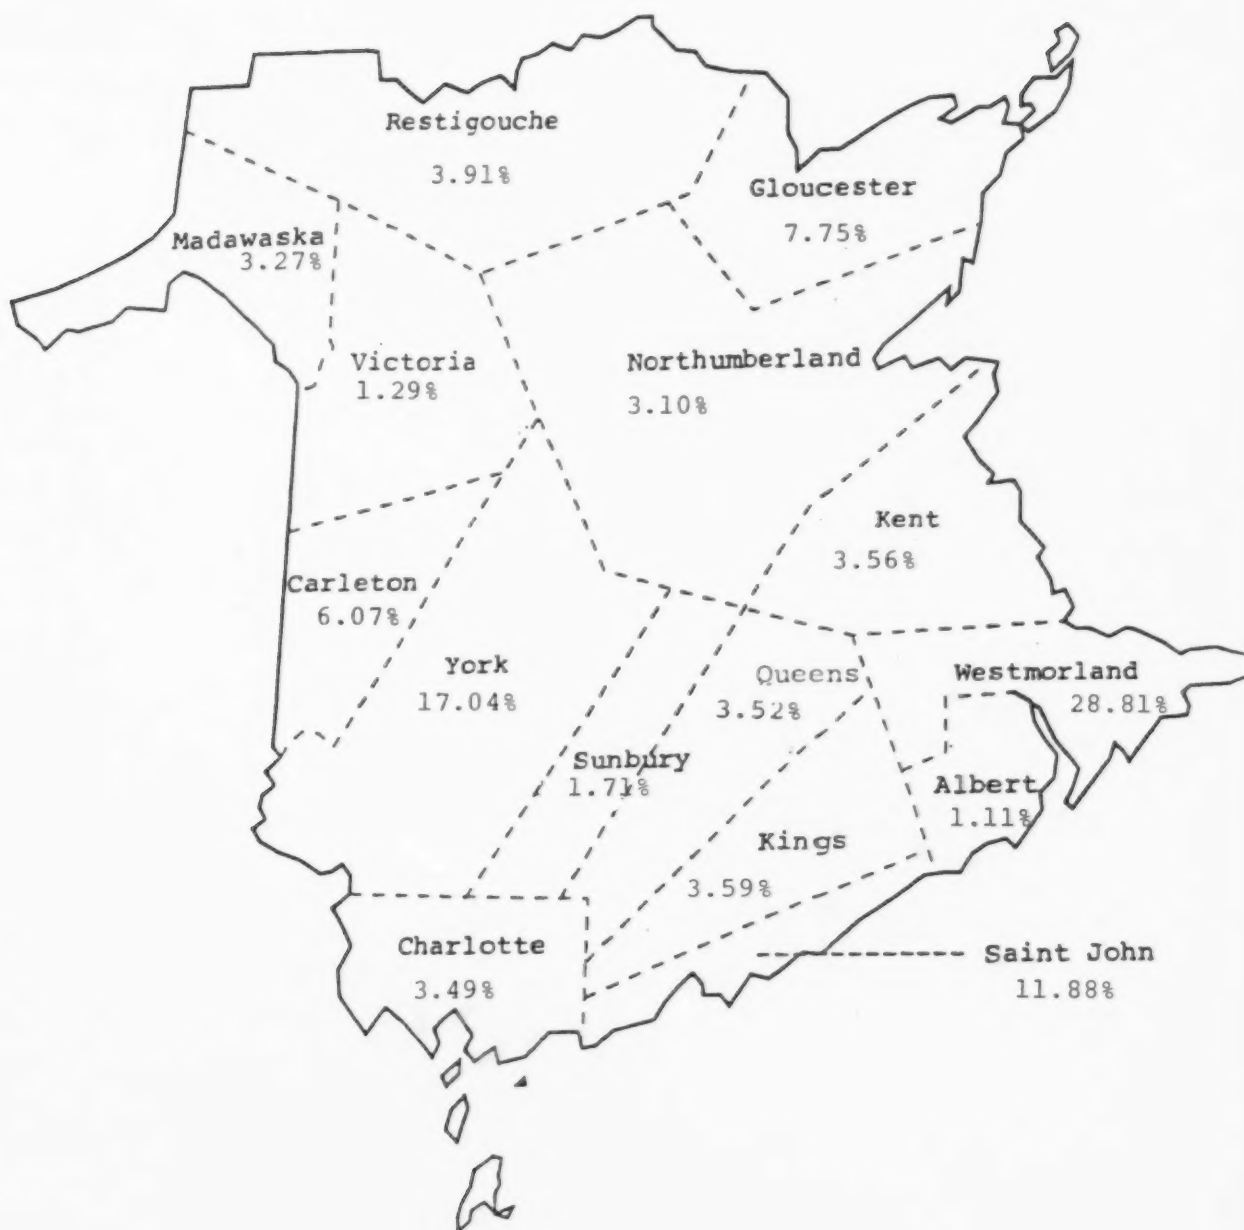 Restigouche
3.91%
Gloucester
7.75%
Madawaska
3.27%
Victoria
1.29%
Northumberland
3.10%
Kent
3.56%
Carleton
6.07%
York
17.04%
Queens
3.52%
Westmorland
28.81%
Sunbury
1.71%
Albert
1.11%
Kings
3.59%
Charlotte
3.49%
Saint John
11.88%